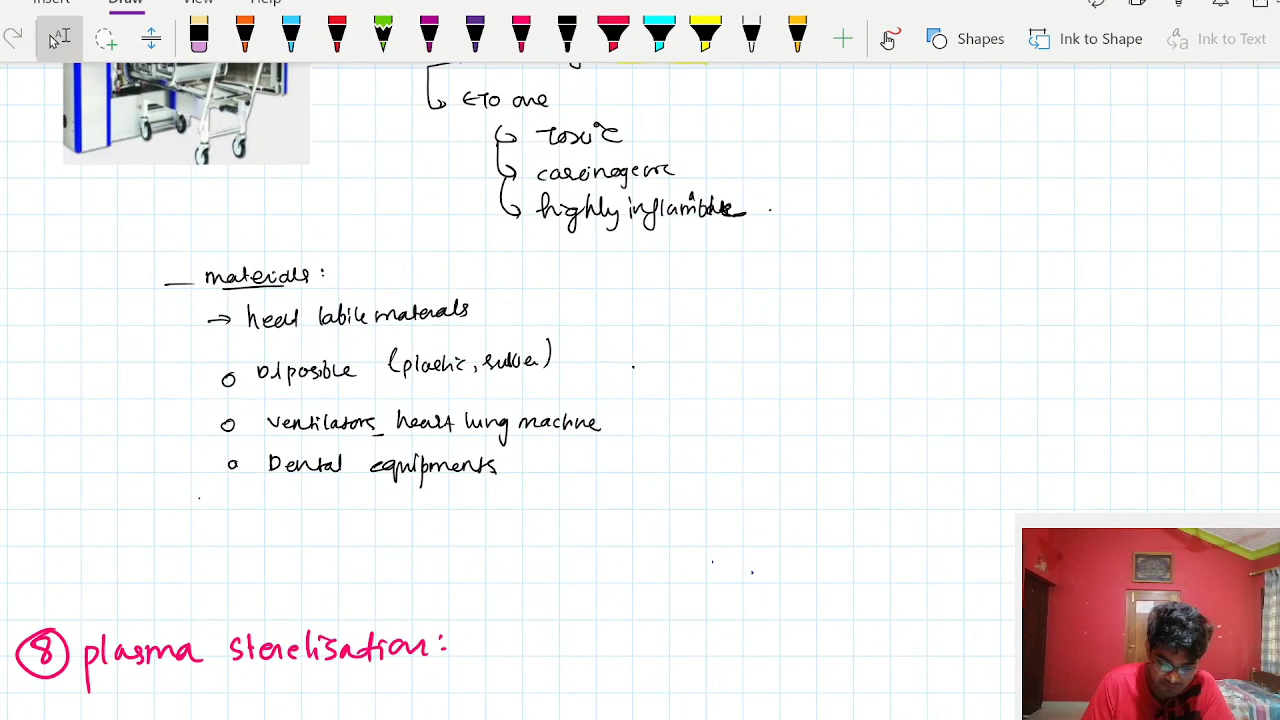 Insert Draw View Help
Shapes Ink to Shape Ink to Text
ETO are
Toxic
carcinogenic
highly inflammable
materials:
→ heat labile materials
o Disposible (plastic, rubber)
o ventilators_ heart lung machine
o Dental equipments
8 plasma sterelisation: